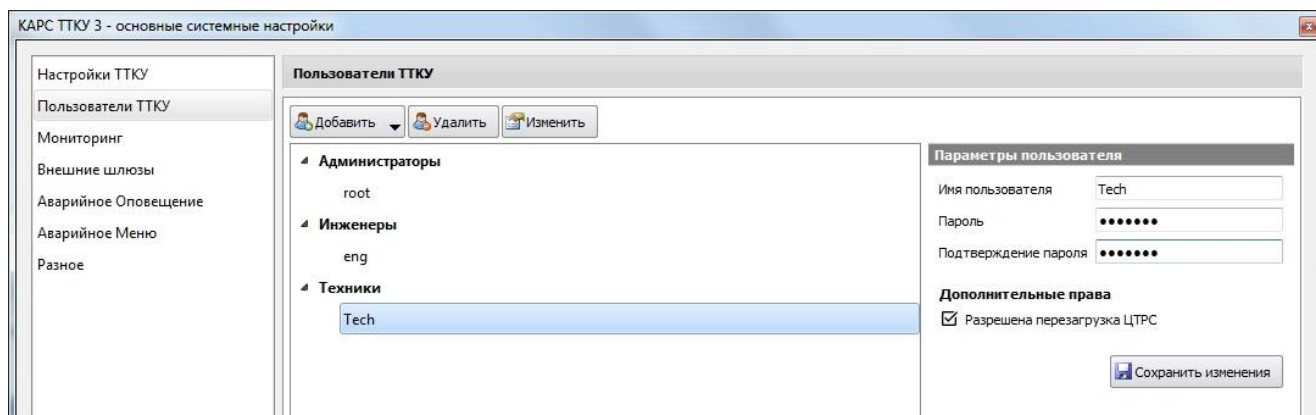 КАРС ТТКУ 3 - основные системные настройки
Настройки ТТКУ
Пользователи ТТКУ
Мониторинг
Внешние шлюзы
Аварийное Оповещение
Аварийное Меню
Разное
Пользователи ТТКУ
Добавить Удалить Изменить
Администраторы
root
Инженеры
eng
Техники
Tech
Параметры пользователя
Имя пользователя Tech
Пароль •••••••
Подтверждение пароля •••••••
Дополнительные права
Разрешена перезагрузка ЦТРС
Сохранить изменения